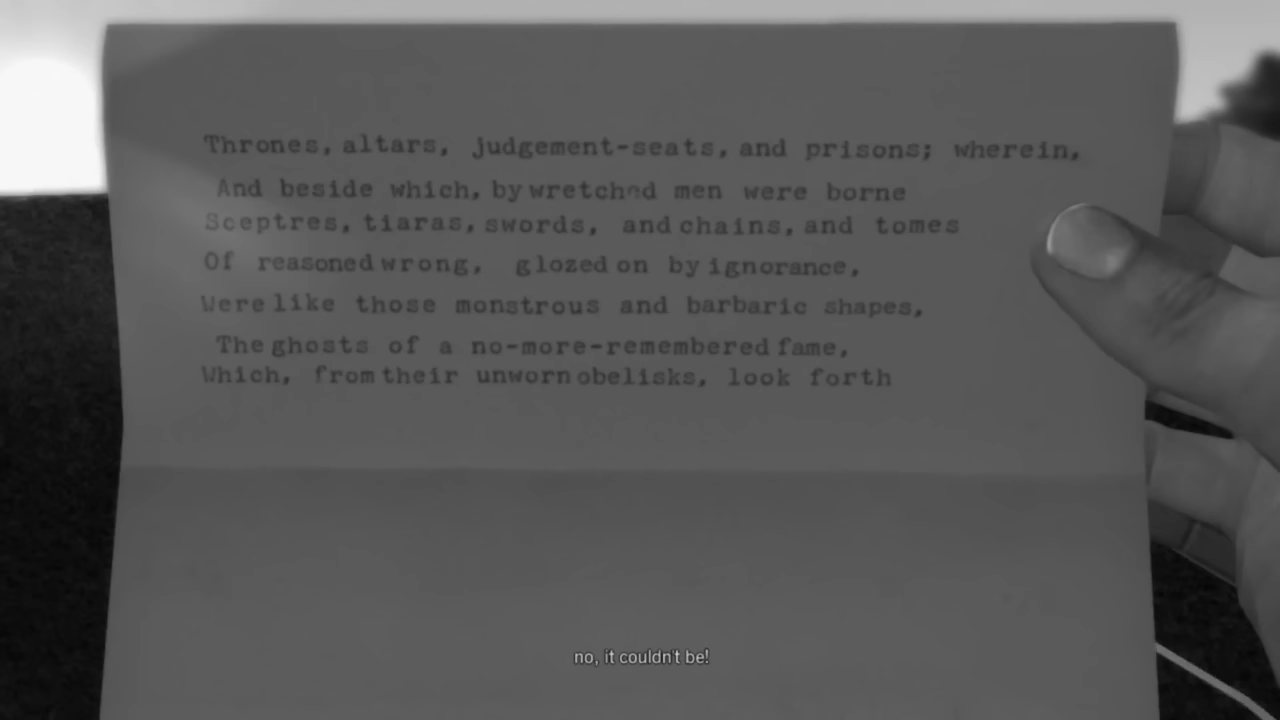 Thrones, altars, judgement-seats, and prisons; wherein,
And beside which, by wretched men were borne
Sceptres, tiaras, swords, and chains, and tomes
Of reasoned wrong, glozed on by ignorance,
Were like those monstrous and barbaric shapes,
The ghosts of a no-more-remembered fame,
Which, from their unworn obelisks, look forth
no, it couldn't be!